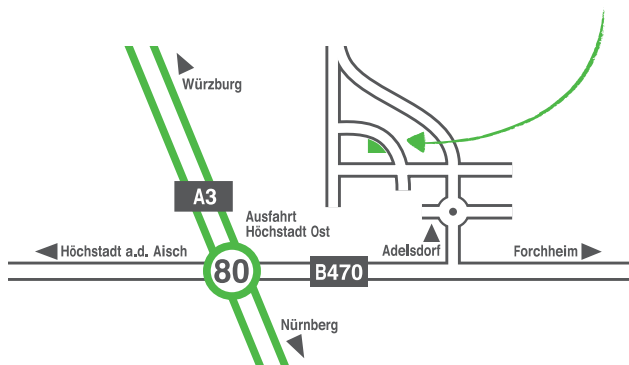 Würzburg
A3
Ausfahrt
Höchstadt Ost
Höchstadt a.d. Aisch
Adelsdorf
Forchheim
80
B470
Nürnberg